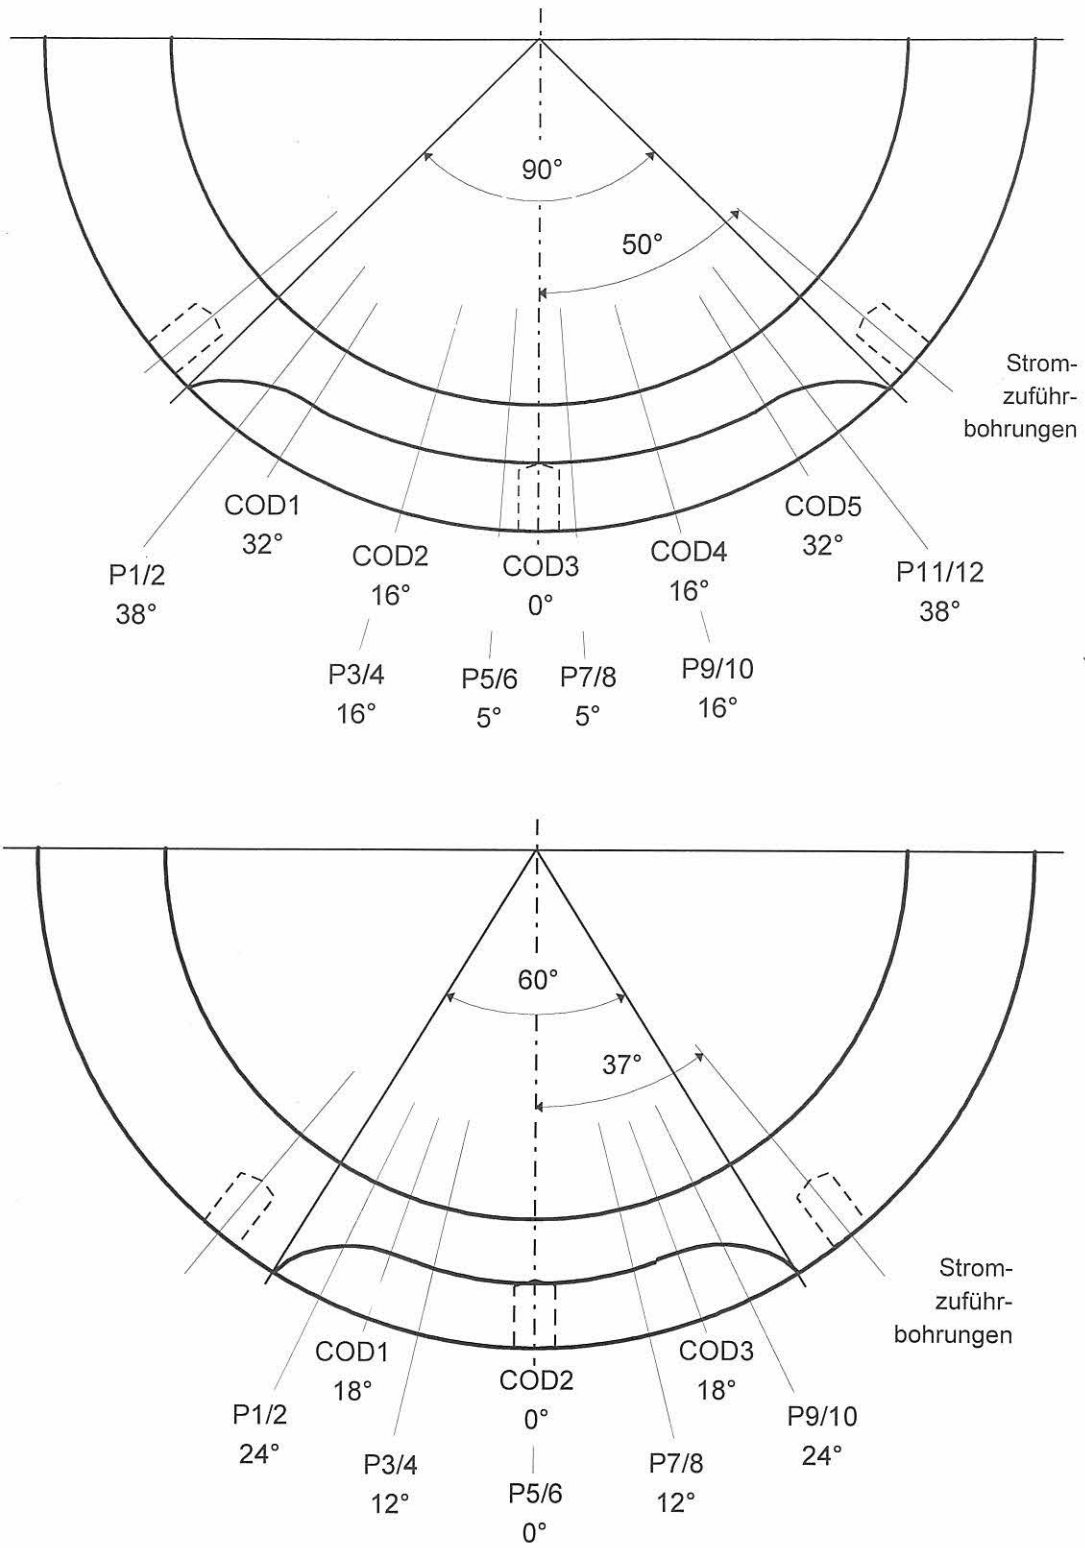 90°
50°
Strom-
zuführ-
bohrungen
COD1
32°
COD5
32°
P1/2
38°
COD2
16°
COD3
0°
COD4
16°
P11/12
38°
P3/4
16°
P5/6
5°
P7/8
5°
P9/10
16°
60°
37°
Strom-
zuführ-
bohrungen
COD1
18°
COD2
0°
COD3
18°
P1/2
24°
P9/10
24°
P3/4
12°
P5/6
0°
P7/8
12°